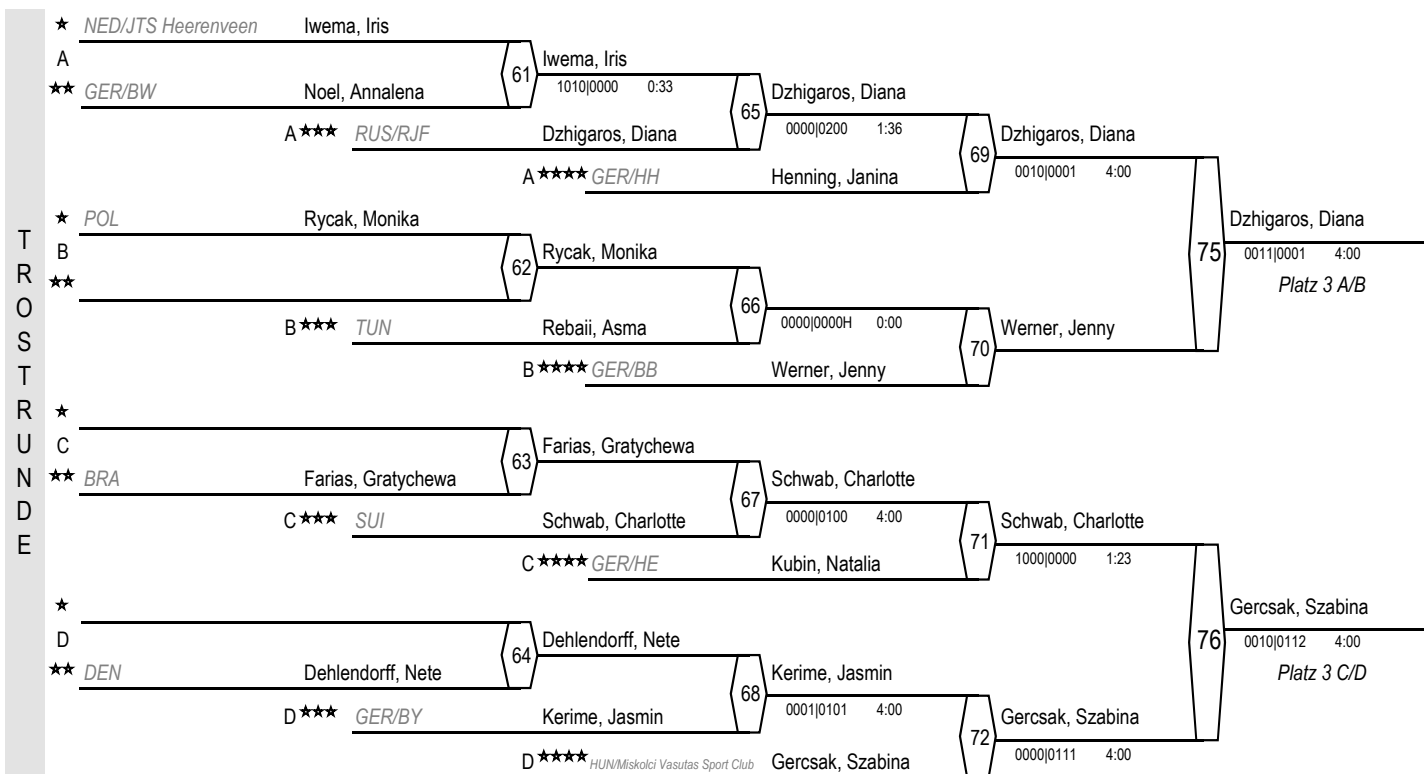 TROSTRUNDE
★ NED/JTS Heerenveen Iwema, Iris
A
★★ GER/BW Noel, Annalena
61
Iwema, Iris
1010|0000 0:33
A ★★★ RUS/RJF Dzhigaros, Diana
65
Dzhigaros, Diana
0000|0200 1:36
A ★★★★ GER/HH Henning, Janina
69
Dzhigaros, Diana
0010|0001 4:00
★ POL Rycak, Monika
B
★★
62
Rycak, Monika
B ★★★ TUN Rebaii, Asma
66
0000|0000H 0:00
B ★★★★ GER/BB Werner, Jenny
70
Werner, Jenny
75
Dzhigaros, Diana
0011|0001 4:00
Platz 3 A/B
★
C
★★ BRA Farias, Gratychewa
63
Farias, Gratychewa
C ★★★ SUI Schwab, Charlotte
67
Schwab, Charlotte
0000|0100 4:00
C ★★★★ GER/HE Kubin, Natalia
71
Schwab, Charlotte
1000|0000 1:23
★
D
★★ DEN Dehlendorff, Nete
64
Dehlendorff, Nete
D ★★★ GER/BY Kerime, Jasmin
68
Kerime, Jasmin
0001|0101 4:00
D ★★★★ HUN/Miskolci Vasutas Sport Club Gercsak, Szabina
72
Gercsak, Szabina
0000|0111 4:00
76
Gercsak, Szabina
0010|0112 4:00
Platz 3 C/D